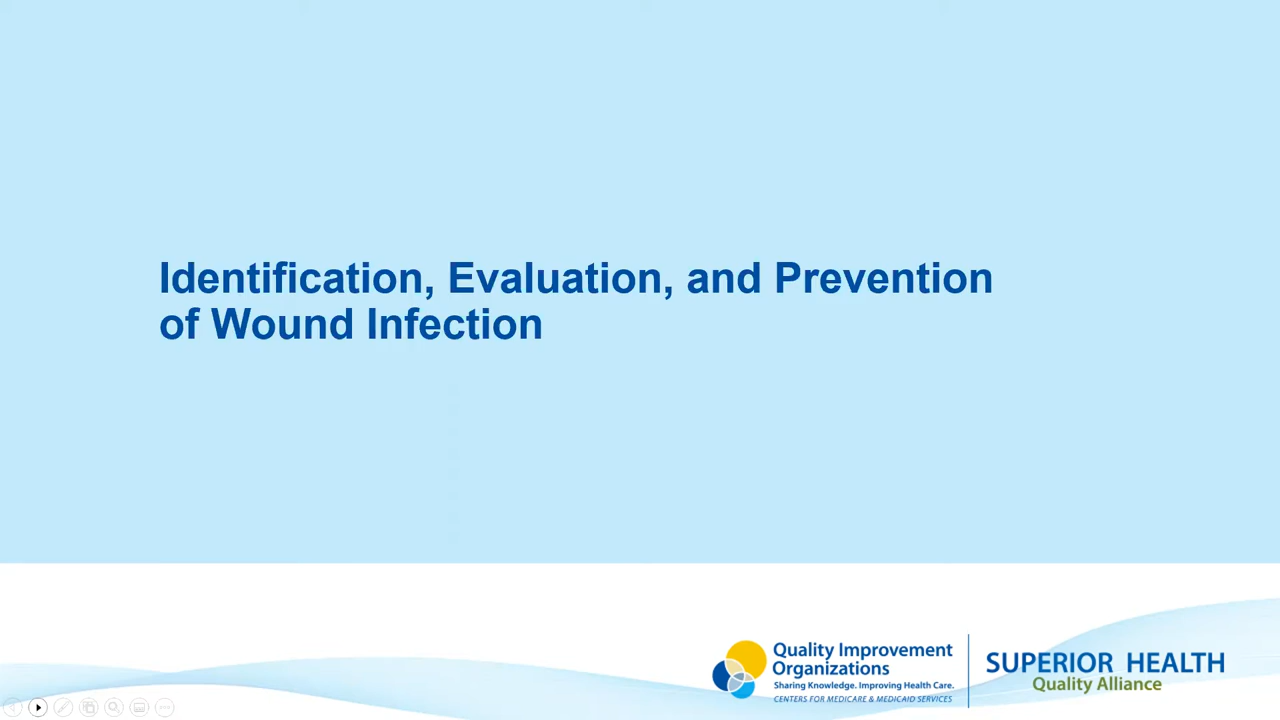 Identification, Evaluation, and Prevention
of Wound Infection
Quality Improvement
Organizations
Sharing Knowledge. Improving Health Care.
CENTERS FOR MEDICARE & MEDICAID SERVICES
SUPERIOR HEALTH
Quality Alliance